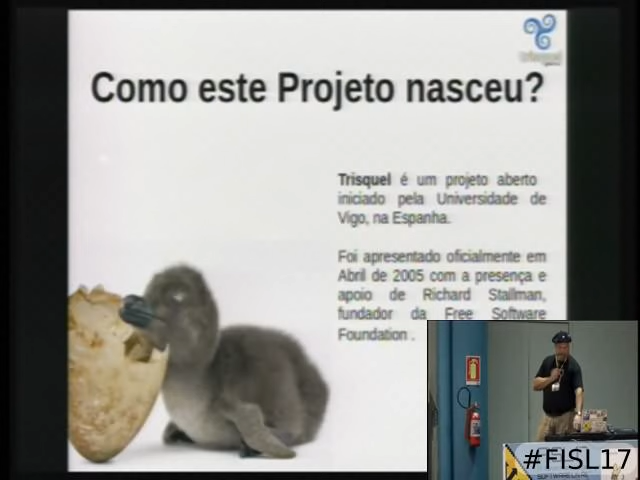 Trisquel
Como este Projeto nasceu?
Trisquel é um projeto aberto
iniciado pela Universidade de
Vigo, na Espanha.
Foi apresentado oficialmente em
Abril de 2005 com a presença e
apoio de Richard Stallman,
fundador da Free Software
Foundation .
#FISL17